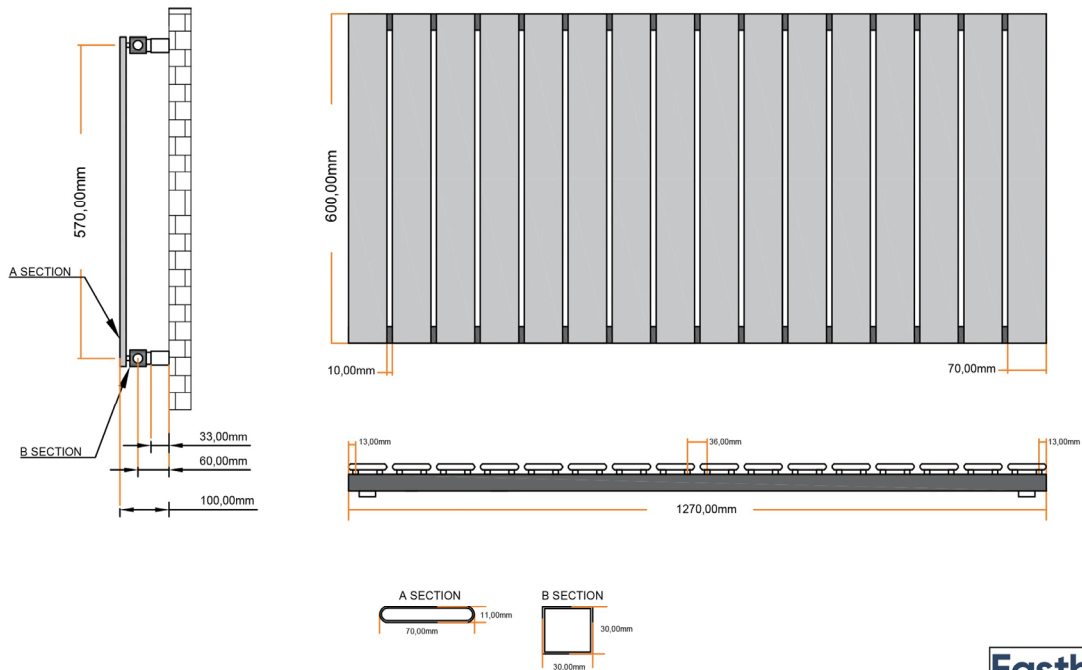 570,00mm
A SECTION
B SECTION
33,00mm
60,00mm
100,00mm
600,00mm
10,00mm
70,00mm
13,00mm
36,00mm
13,00mm
1270,00mm
A SECTION
11,00mm
70,00mm
B SECTION
30,00mm
30,00mm